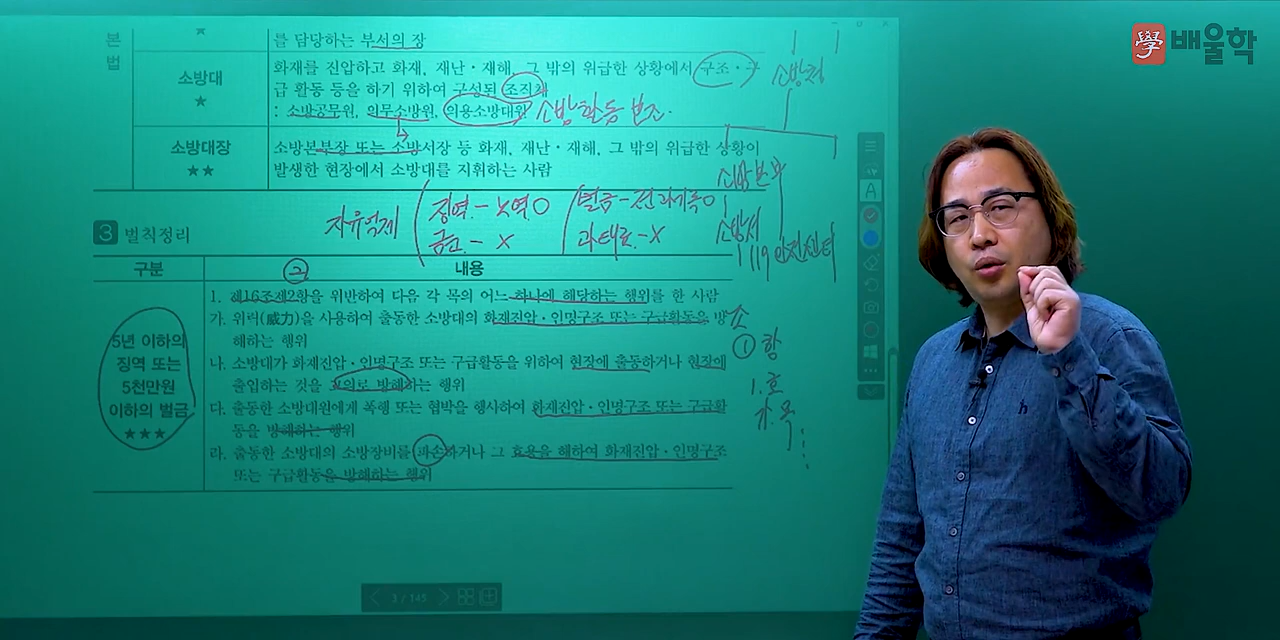 學 배울학
본
법
를 담당하는 부서의 장
소방대
★
화재를 진압하고 화재, 재난·재해, 그 밖의 위급한 상황에서 구조·구
급 활동 등을 하기 위하여 구성된 조직체
: 소방공무원, 의무소방원, 의용소방대원
소방활동 보조.
소방청
소방대장
★★
소방본부장 또는 소방서장 등 화재, 재난·재해, 그 밖의 위급한 상황이
발생한 현장에서 소방대를 지휘하는 사람
소방본부
소방서
119안전센터
자유억제
징역 - 노역 O
금고 - X
벌금 - 전과기록 O
과태료 - X
3 벌칙정리
구분
내용
5년 이하의
징역 또는
5천만원
이하의 벌금
★★★
1. 제16조제2항을 위반하여 다음 각 목의 어느 하나에 해당하는 행위를 한 사람
가. 위력(威力)을 사용하여 출동한 소방대의 화재진압·인명구조 또는 구급활동을 방
해하는 행위
나. 소방대가 화재진압·인명구조 또는 구급활동을 위하여 현장에 출동하거나 현장에
출입하는 것을 고의로 방해하는 행위
다. 출동한 소방대원에게 폭행 또는 협박을 행사하여 화재진압·인명구조 또는 구급활
동을 방해하는 행위
라. 출동한 소방대의 소방장비를 파손하거나 그 효용을 해하여 화재진압·인명구조
또는 구급활동을 방해하는 행위
① 항
1. 호
가. 목
3 / 145